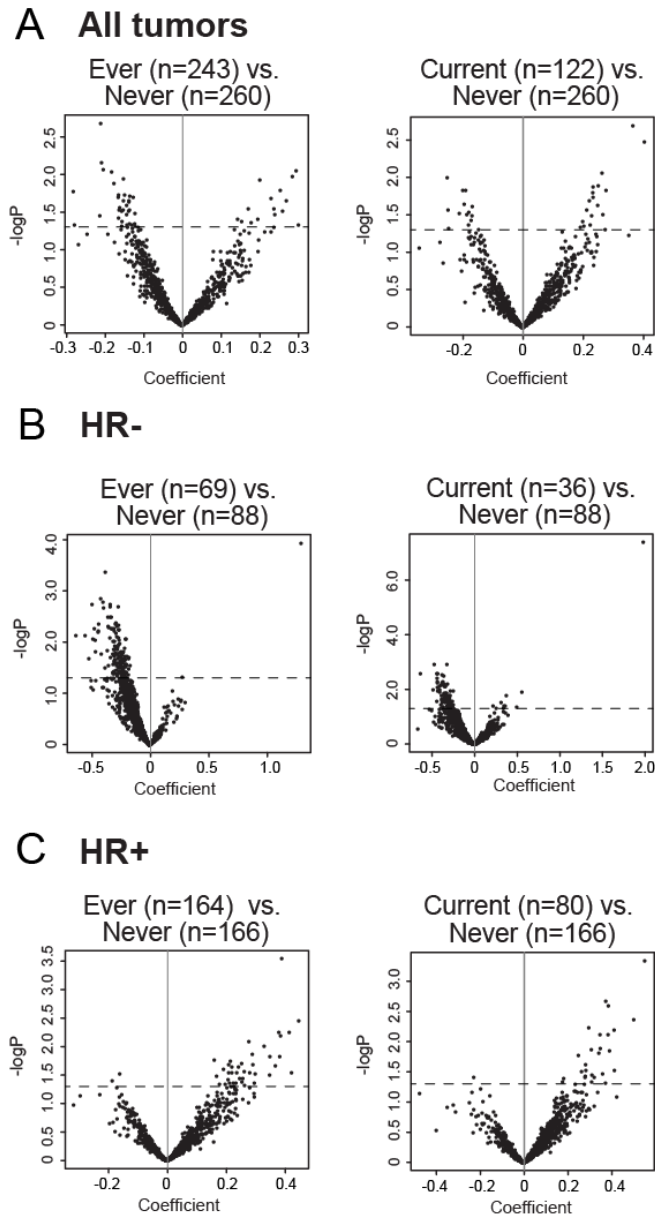 A All tumors
Ever (n=243) vs.
Never (n=260)
Current (n=122) vs.
Never (n=260)
-logP
2.5
2.0
1.5
1.0
0.5
0
-0.3
-0.2
-0.1
0
0.1
0.2
0.3
Coefficient
-logP
2.5
2.0
1.5
1.0
0.5
0
-0.2
0
0.2
0.4
Coefficient
B HR-
Ever (n=69) vs.
Never (n=88)
Current (n=36) vs.
Never (n=88)
-logP
4.0
3.0
2.0
1.0
0
-0.5
0
0.5
1.0
Coefficient
-logP
6.0
4.0
2.0
0
-0.5
0
0.5
1.0
1.5
2.0
Coefficient
C HR+
Ever (n=164) vs.
Never (n=166)
Current (n=80) vs.
Never (n=166)
-logP
3.5
3.0
2.5
2.0
1.5
1.0
0.5
0
-0.2
0
0.2
0.4
Coefficient
-logP
3.0
2.5
2.0
1.5
1.0
0.5
0
-0.4
-0.2
0
0.2
0.4
Coefficient